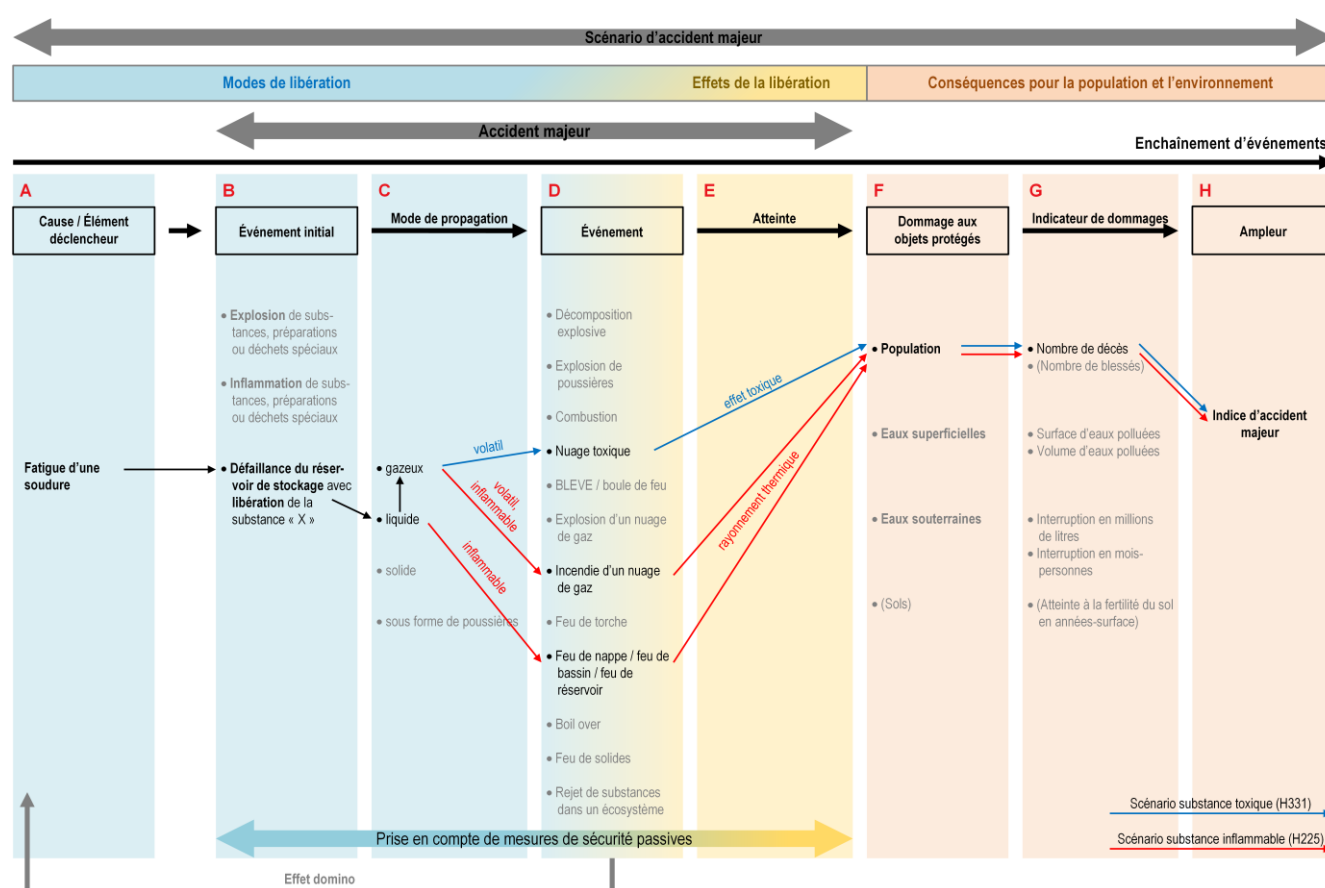 Scénario d'accident majeur
Modes de libération
Effets de la libération
Conséquences pour la population et l'environnement
Accident majeur
Enchaînement d'événements
A
Cause / Élément
déclencheur
Fatigue d'une
soudure
B
Événement initial
• Explosion de subs-
tances, préparations
ou déchets spéciaux
• Inflammation de subs-
tances, préparations
ou déchets spéciaux
• Défaillance du réser-
voir de stockage avec
libération de la
substance « X »
C
Mode de propagation
• gazeux
• liquide
• solide
• sous forme de poussières
volatil
volatil,
inflammable
inflammable
D
Événement
• Décomposition
explosive
• Explosion de
poussières
• Combustion
• Nuage toxique
• BLEVE / boule de feu
• Explosion d'un nuage
de gaz
• Incendie d'un nuage
de gaz
• Feu de torche
• Feu de nappe / feu de
bassin / feu de
réservoir
• Boil over
• Feu de solides
• Rejet de substances
dans un écosystème
E
Atteinte
effet toxique
rayonnement thermique
F
Dommage aux
objets protégés
• Population
• Eaux superficielles
• Eaux souterraines
• (Sols)
G
Indicateur de dommages
• Nombre de décès
• (Nombre de blessés)
• Surface d'eaux polluées
• Volume d'eaux polluées
• Interruption en millions
de litres
• Interruption en mois-
personnes
• (Atteinte à la fertilité du sol
en années-surface)
H
Ampleur
Indice d'accident
majeur
Scénario substance toxique (H331)
Scénario substance inflammable (H225)
Prise en compte de mesures de sécurité passives
Effet domino